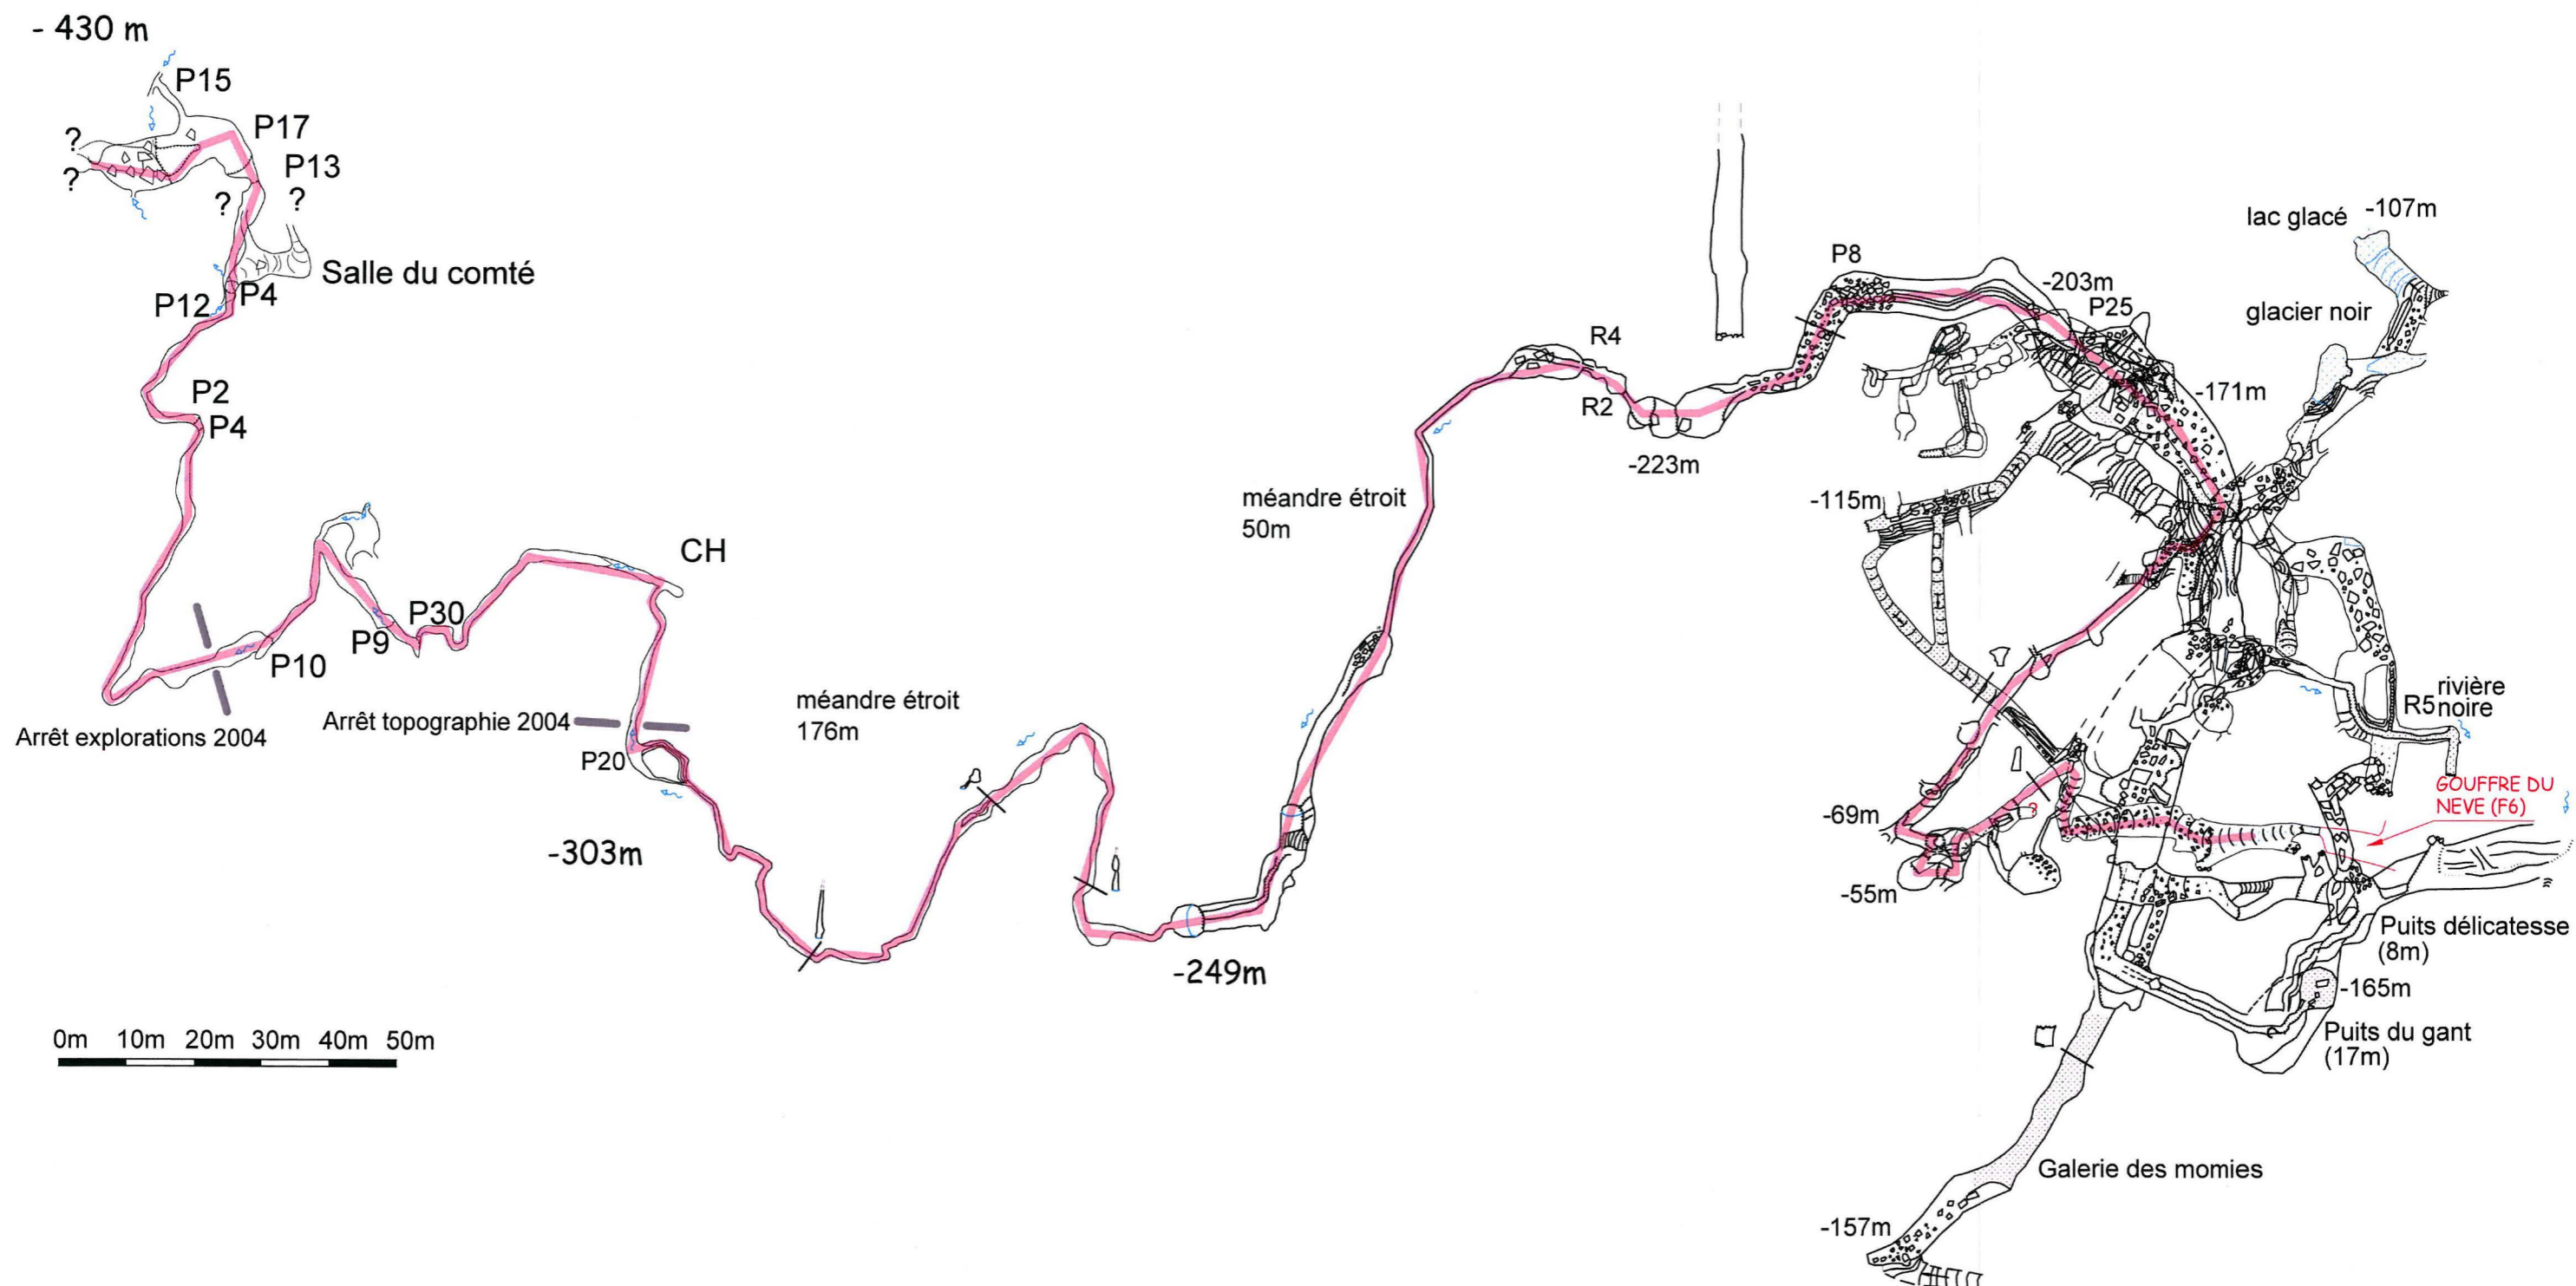 - 430 m
P15
P17
?
P13
?
?
?
Salle du comté
P4
P12
P2
P4
CH
P30
P9
P10
Arrêt explorations 2004
Arrêt topographie 2004
P20
méandre étroit
176m
-303m
-249m
0m 10m 20m 30m 40m 50m
méandre étroit
50m
R4
R2
-223m
P8
-203m
P25
-171m
lac glacé -107m
glacier noir
-115m
R5
rivière
noire
GOUFFRE DU
NEVE (F6)
?
-69m
-55m
Puits délicatesse
(8m)
-165m
Puits du gant
(17m)
Galerie des momies
-157m